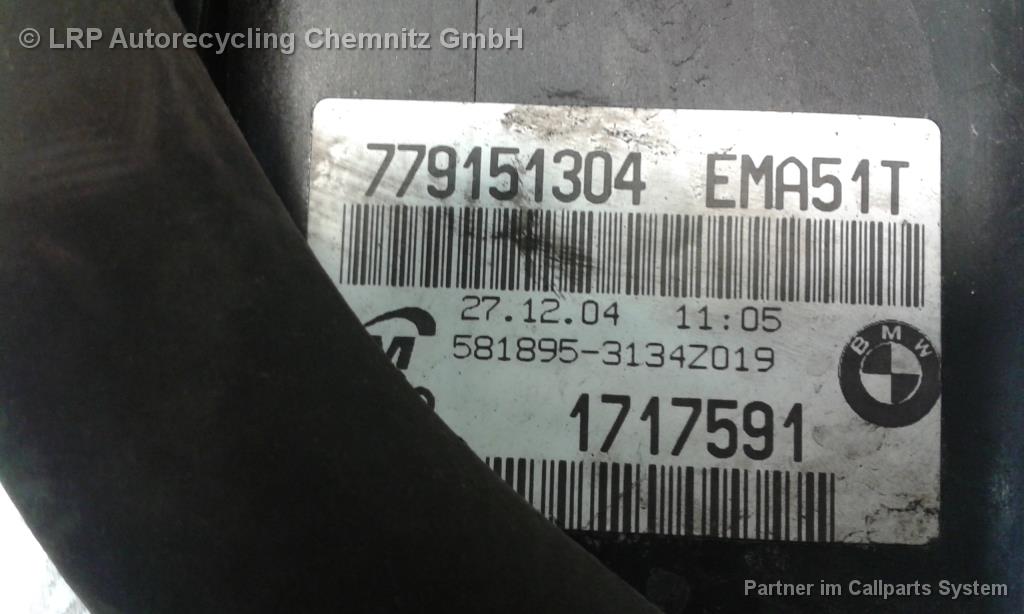 © LRP Autorecycling Chemnitz GmbH
779151304 EMA51T
27.12.04 11:05
581895-3134Z019
BMW
1717591
Partner im Callparts System